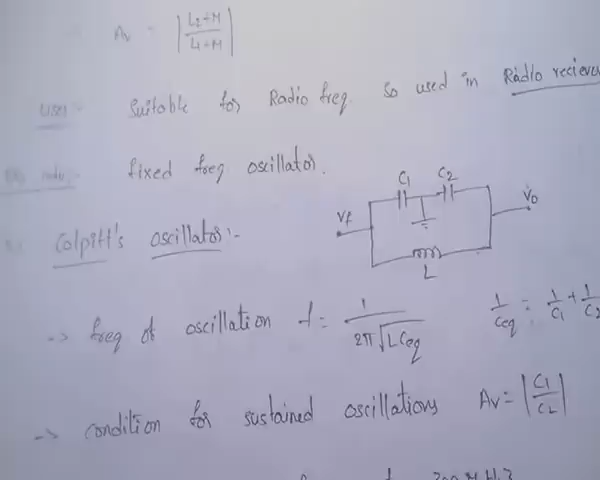 Av = |L2+M / L1+M|
Uses:- Suitable for Radio freq. So used in Radio reciever
fixed freq oscillator.
Colpitt's oscillator:-
C1 C2
Vf Vo
L
-> freq of oscillation f = 1 / 2π√LCeq 1/Ceq = 1/C1 + 1/C2
-> condition for sustained oscillations Av = |C1/C2|